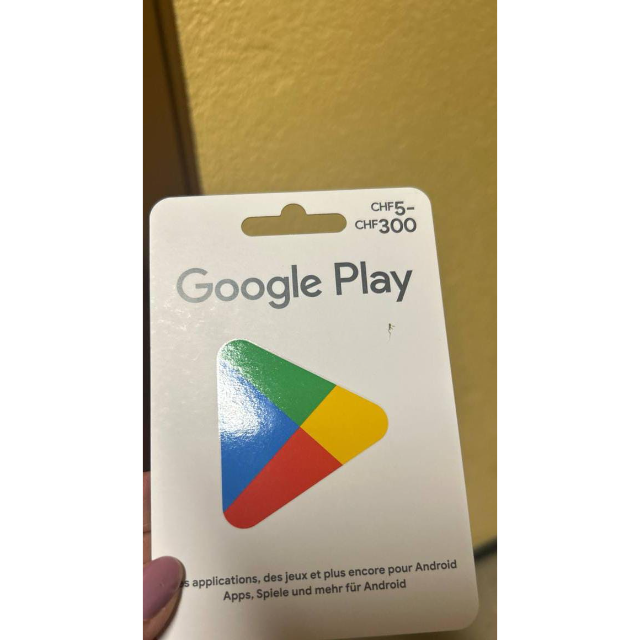 CHF5-
CHF300
Google Play
s applications, des jeux et plus encore pour Android
Apps, Spiele und mehr für Android